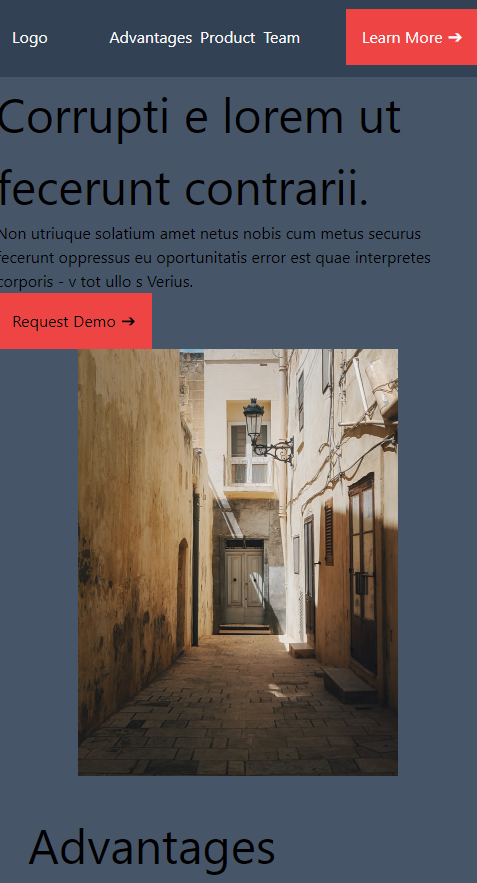 Logo
Advantages Product Team
Learn More ➔
Corrupti e lorem ut
fecerunt contrarii.
Non utriuque solatium amet netus nobis cum metus securus
fecerunt oppressus eu oportunitatis error est quae interpretes
corporis - v tot ullo s Verius.
Request Demo ➔
Advantages